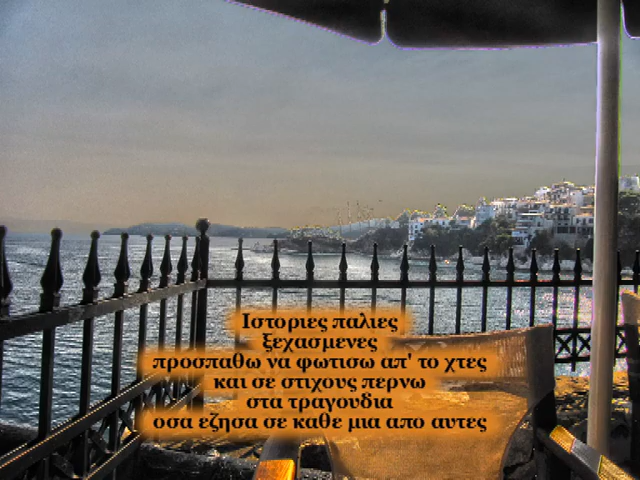 Ιστοριες παλιες
ξεχασμενες
προσπαθω να φωτισω απ' το χτες
και σε στιχους περνω
στα τραγουδια
οσα εζησα σε καθε μια απο αυτες